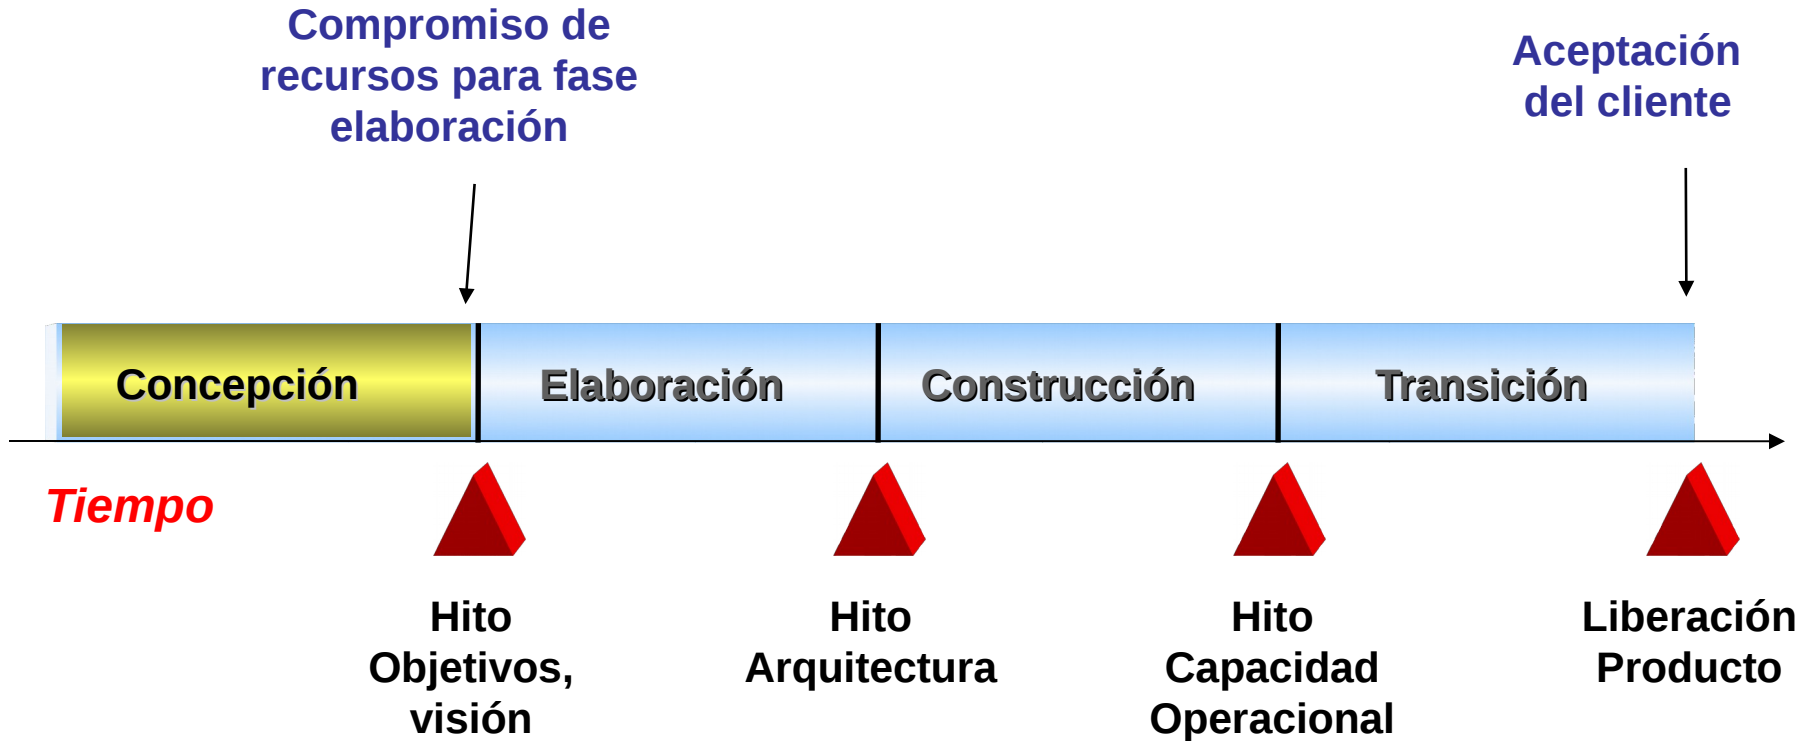 Compromiso de
recursos para fase
elaboración
Aceptación
del cliente
Concepción
Elaboración
Construcción
Transición
Tiempo
Hito
Objetivos,
visión
Hito
Arquitectura
Hito
Capacidad
Operacional
Liberación
Producto